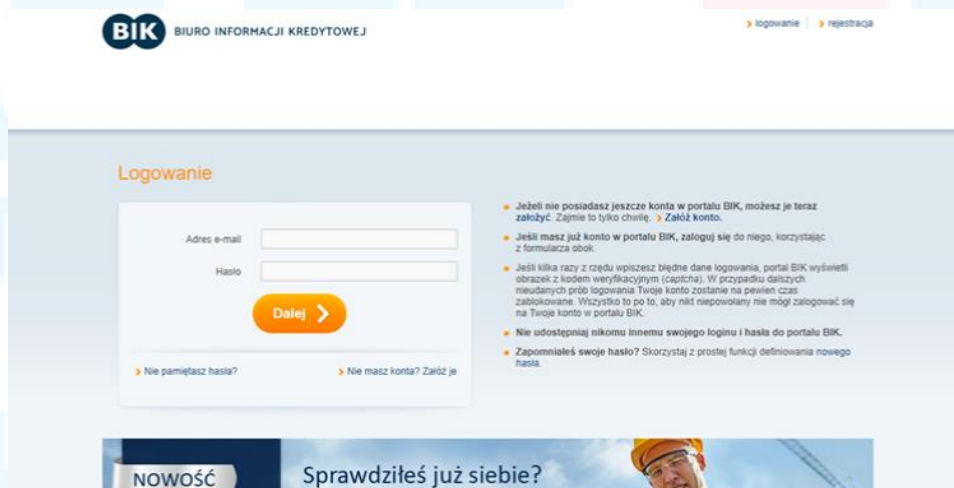 BIK BIURO INFORMACJI KREDYTOWEJ
logowanie rejestracja
Logowanie
Adres e-mail
Hasło
Dalej
Nie pamiętasz hasła? Nie masz konta? Załóż je
Jeżeli nie posiadasz jeszcze konta w portalu BIK, możesz je teraz
założyć. Zajmie to tylko chwilę. Załóż konto.
Jeśli masz już konto w portalu BIK, zaloguj się do niego, korzystając
z formularza obok.
Jeśli kilka razy z rzędu wpiszesz błędne dane logowania, portal BIK wyświetli
obrazek z kodem weryfikacyjnym (captcha). W przypadku dalszych
nieudanych prób logowania Twoje konto zostanie na pewien czas
zablokowane. Wszystko to po to, aby nikt niepowołany nie mógł zalogować się
na Twoje konto w portalu BIK.
Nie udostępniaj nikomu innemu swojego loginu i hasła do portalu BIK.
Zapomniałeś swoje hasło? Skorzystaj z prostej funkcji definiowania nowego
hasła.
NOWOŚĆ
Sprawdziłeś już siebie?